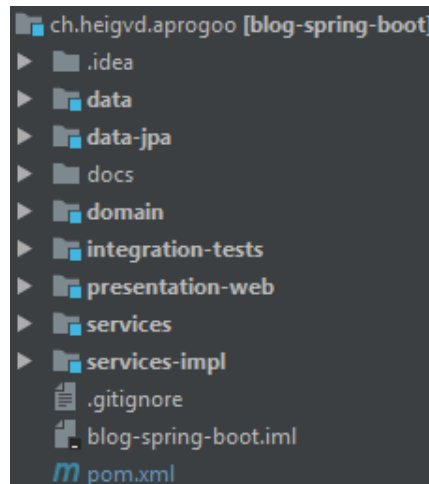 ch.heigvd.aprogoo [blog-spring-boot]
.idea
data
data-jpa
docs
domain
integration-tests
presentation-web
services
services-impl
.gitignore
blog-spring-boot.iml
m pom.xml